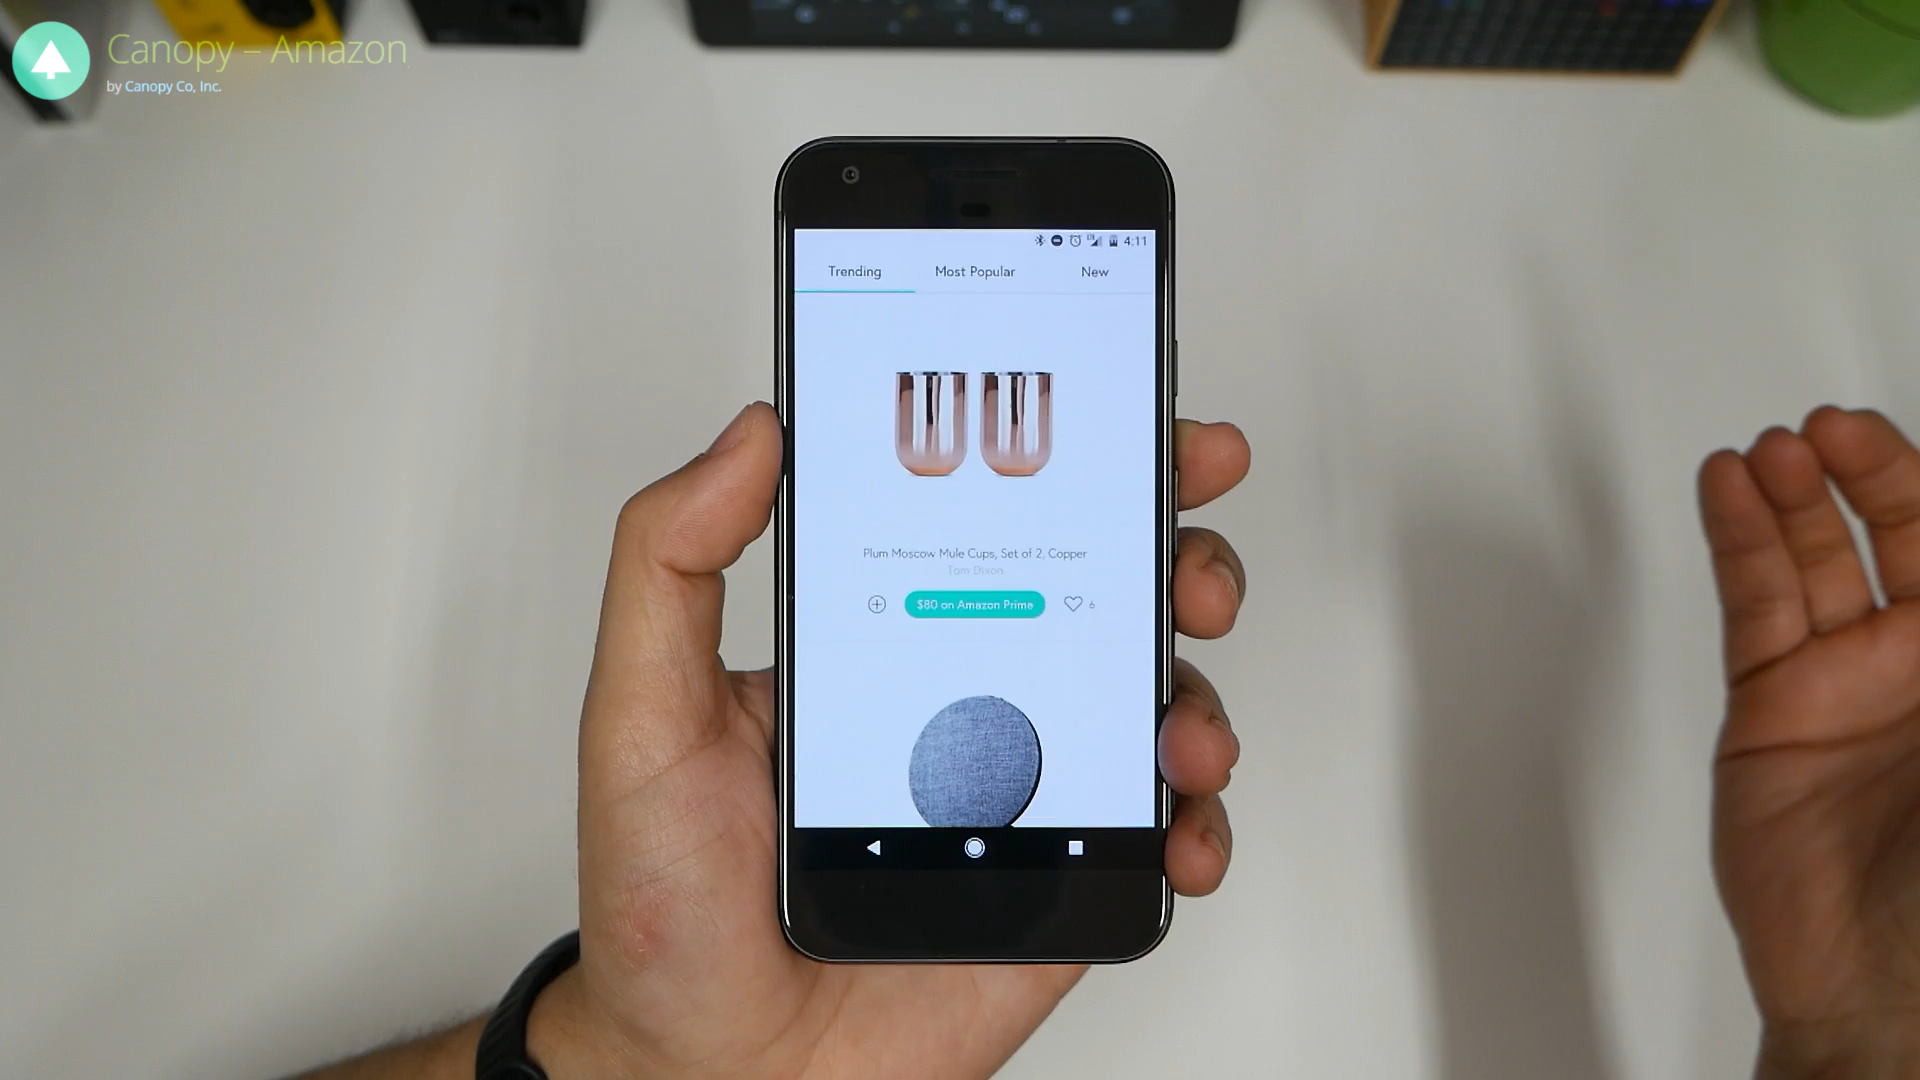 Canopy – Amazon
by Canopy Co, Inc.
4:11
Trending Most Popular New
Plum Moscow Mule Cups, Set of 2, Copper
Tom Dixon
$80 on Amazon Prime 6